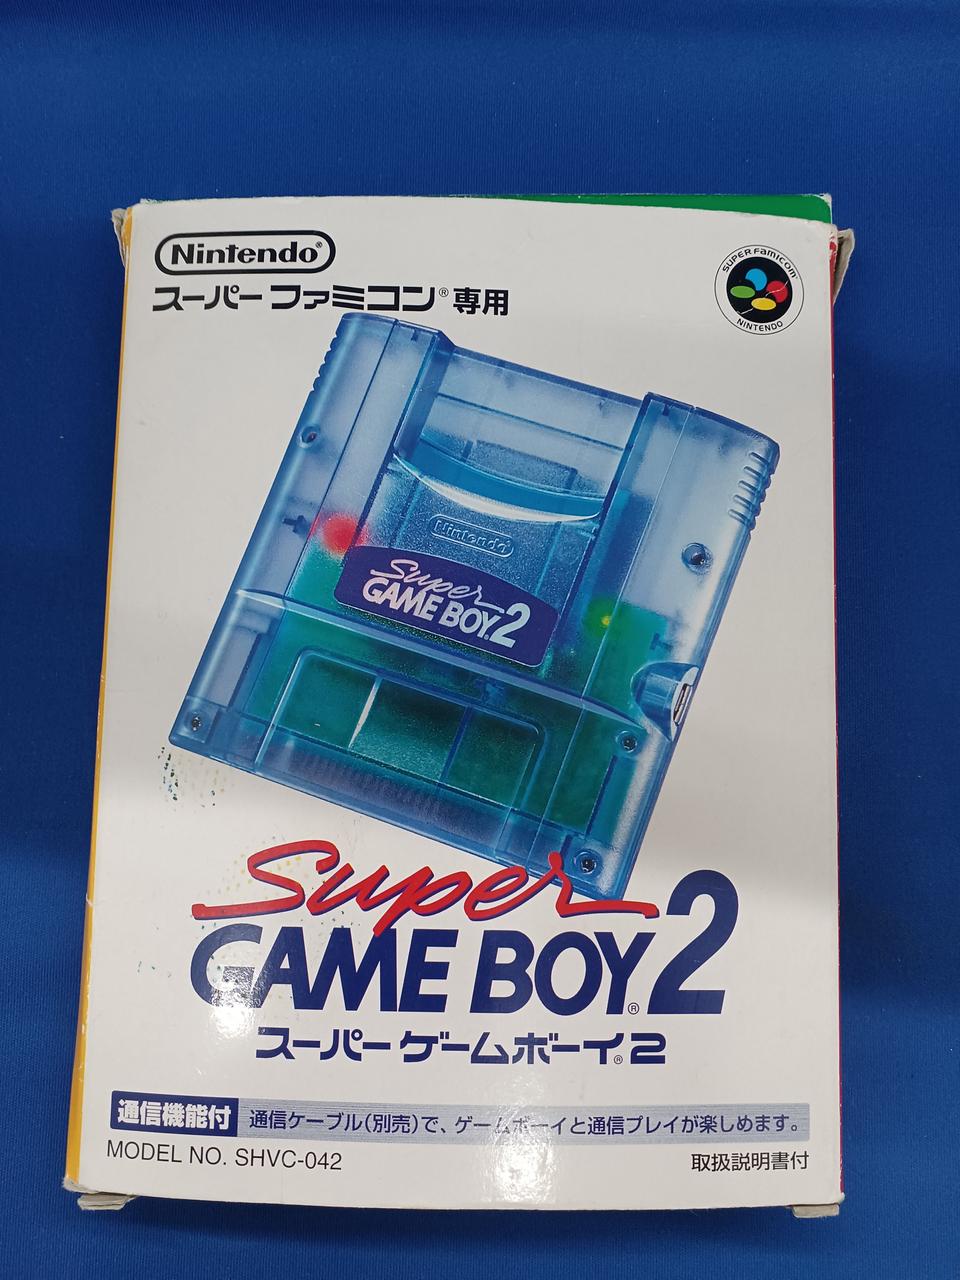 Nintendo®
スーパーファミコン®専用
SUPER FAMICOM
NINTENDO
Nintendo
Super
GAME BOY.2
Super
GAME BOY®2
スーパーゲームボーイ®2
通信機能付 通信ケーブル(別売)で、ゲームボーイと通信プレイが楽しめます。
MODEL NO. SHVC-042 取扱説明書付